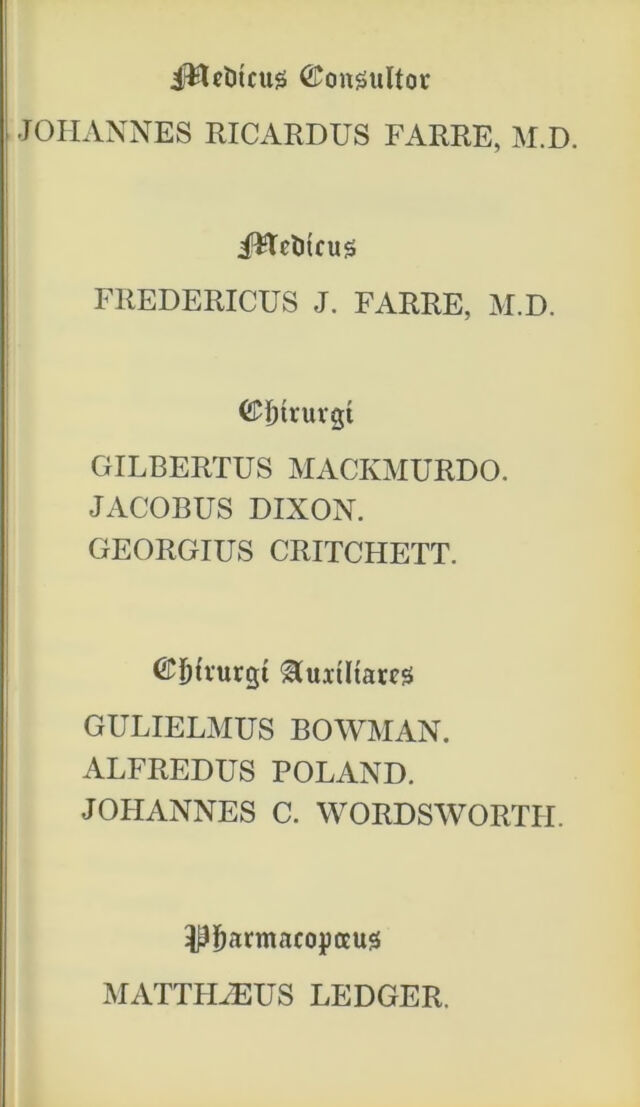 Medicus Consultor
JOHANNES RICARDUS FARRE, M.D.
Medicus
FREDERICUS J. FARRE, M.D.
Chirurgi
GILBERTUS MACKMURDO.
JACOBUS DIXON.
GEORGIUS CRITCHETT.
Chirurgi Auxiliares
GULIELMUS BOWMAN.
ALFREDUS POLAND.
JOHANNES C. WORDSWORTH.
Pharmacopœus
MATTHÆUS LEDGER.